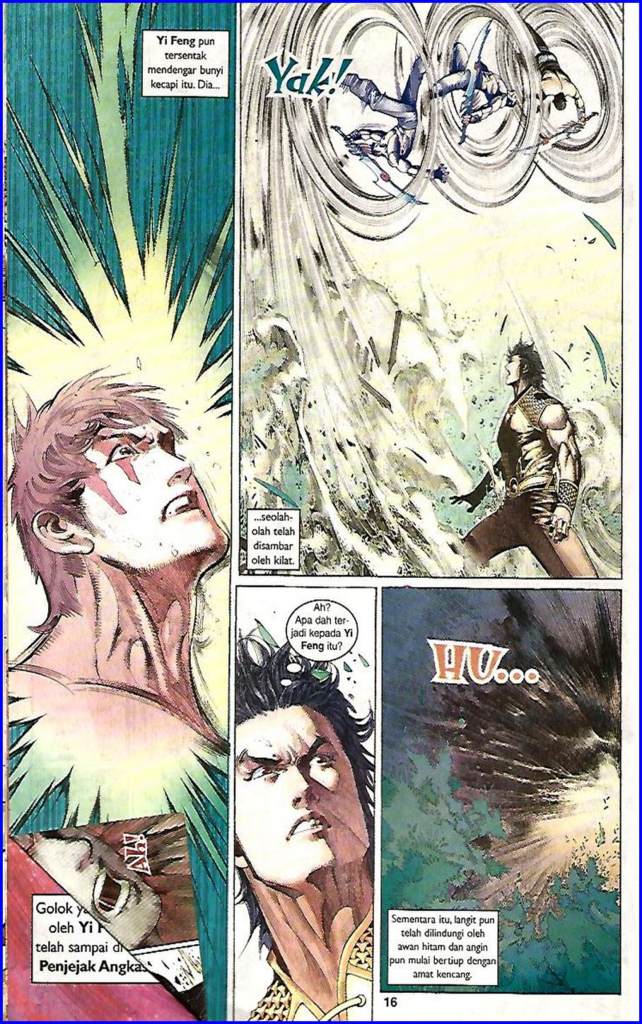 Yi Feng pun
tersentak
mendengar bunyi
kecapi itu. Dia...
Yak!
...seolah-
olah telah
disambar
oleh kilat.
Ah?
Apa dah ter-
jadi kepada Yi
Feng itu?
HU...
AH!
Golok
oleh Yi
telah sampai di
Penjejak
Sementara itu, langit pun
telah dilindungi oleh
awan hitam dan angin
pun mulai bertiup dengan
amat kencang.
16